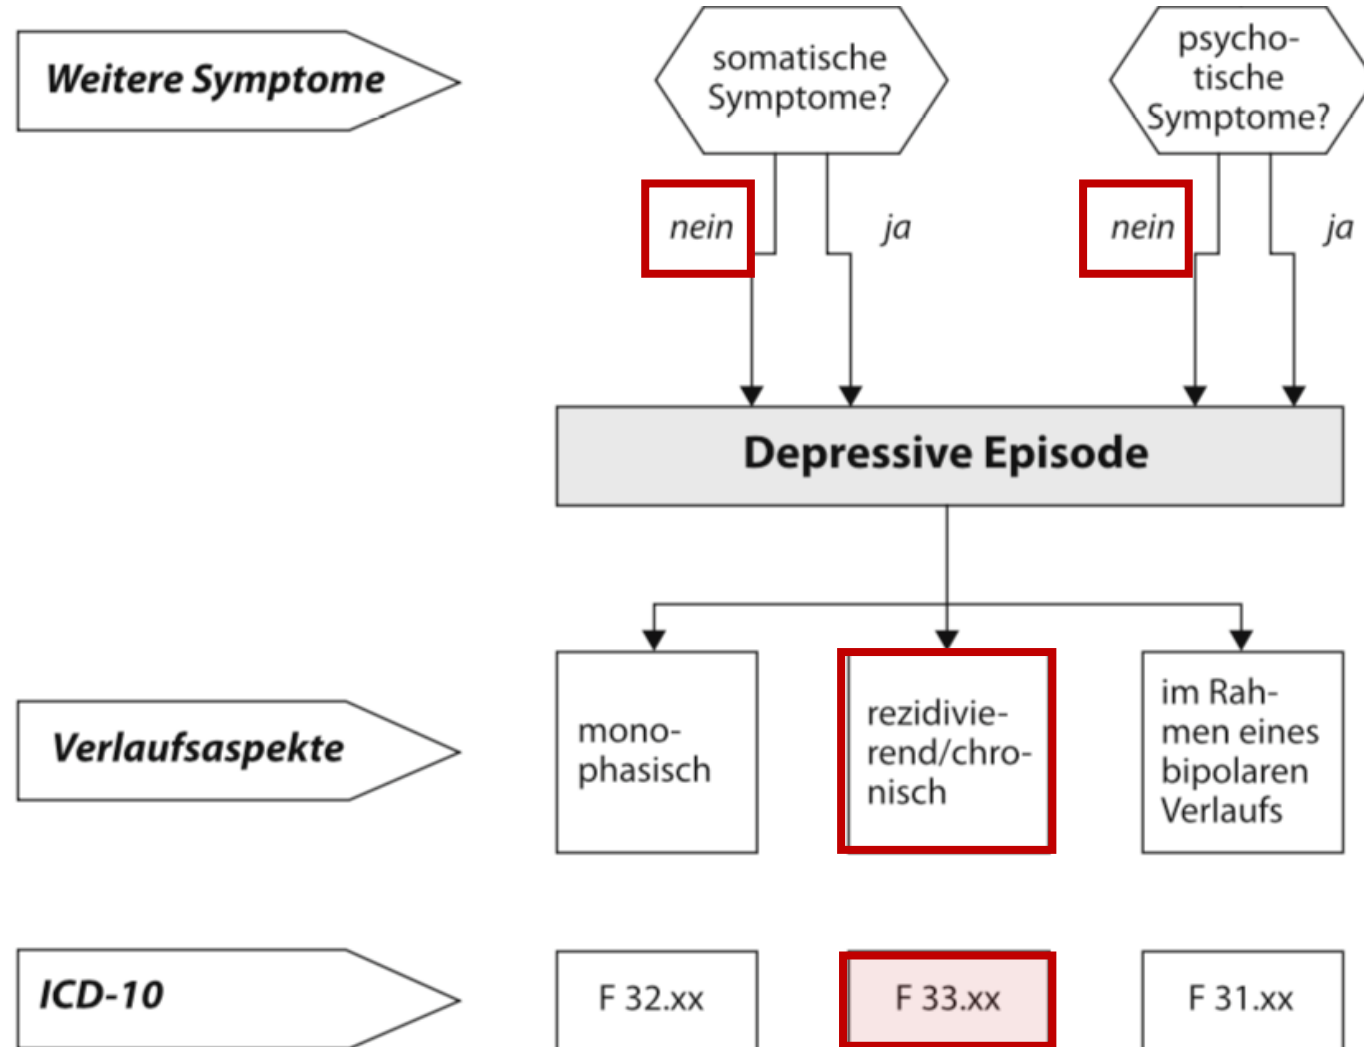 Weitere Symptome
somatische
Symptome?
psycho-
tische
Symptome?
nein
ja
nein
ja
Depressive Episode
Verlaufsaspekte
mono-
phasisch
rezidivie-
rend/chro-
nisch
im Rah-
men eines
bipolaren
Verlaufs
ICD-10
F 32.xx
F 33.xx
F 31.xx